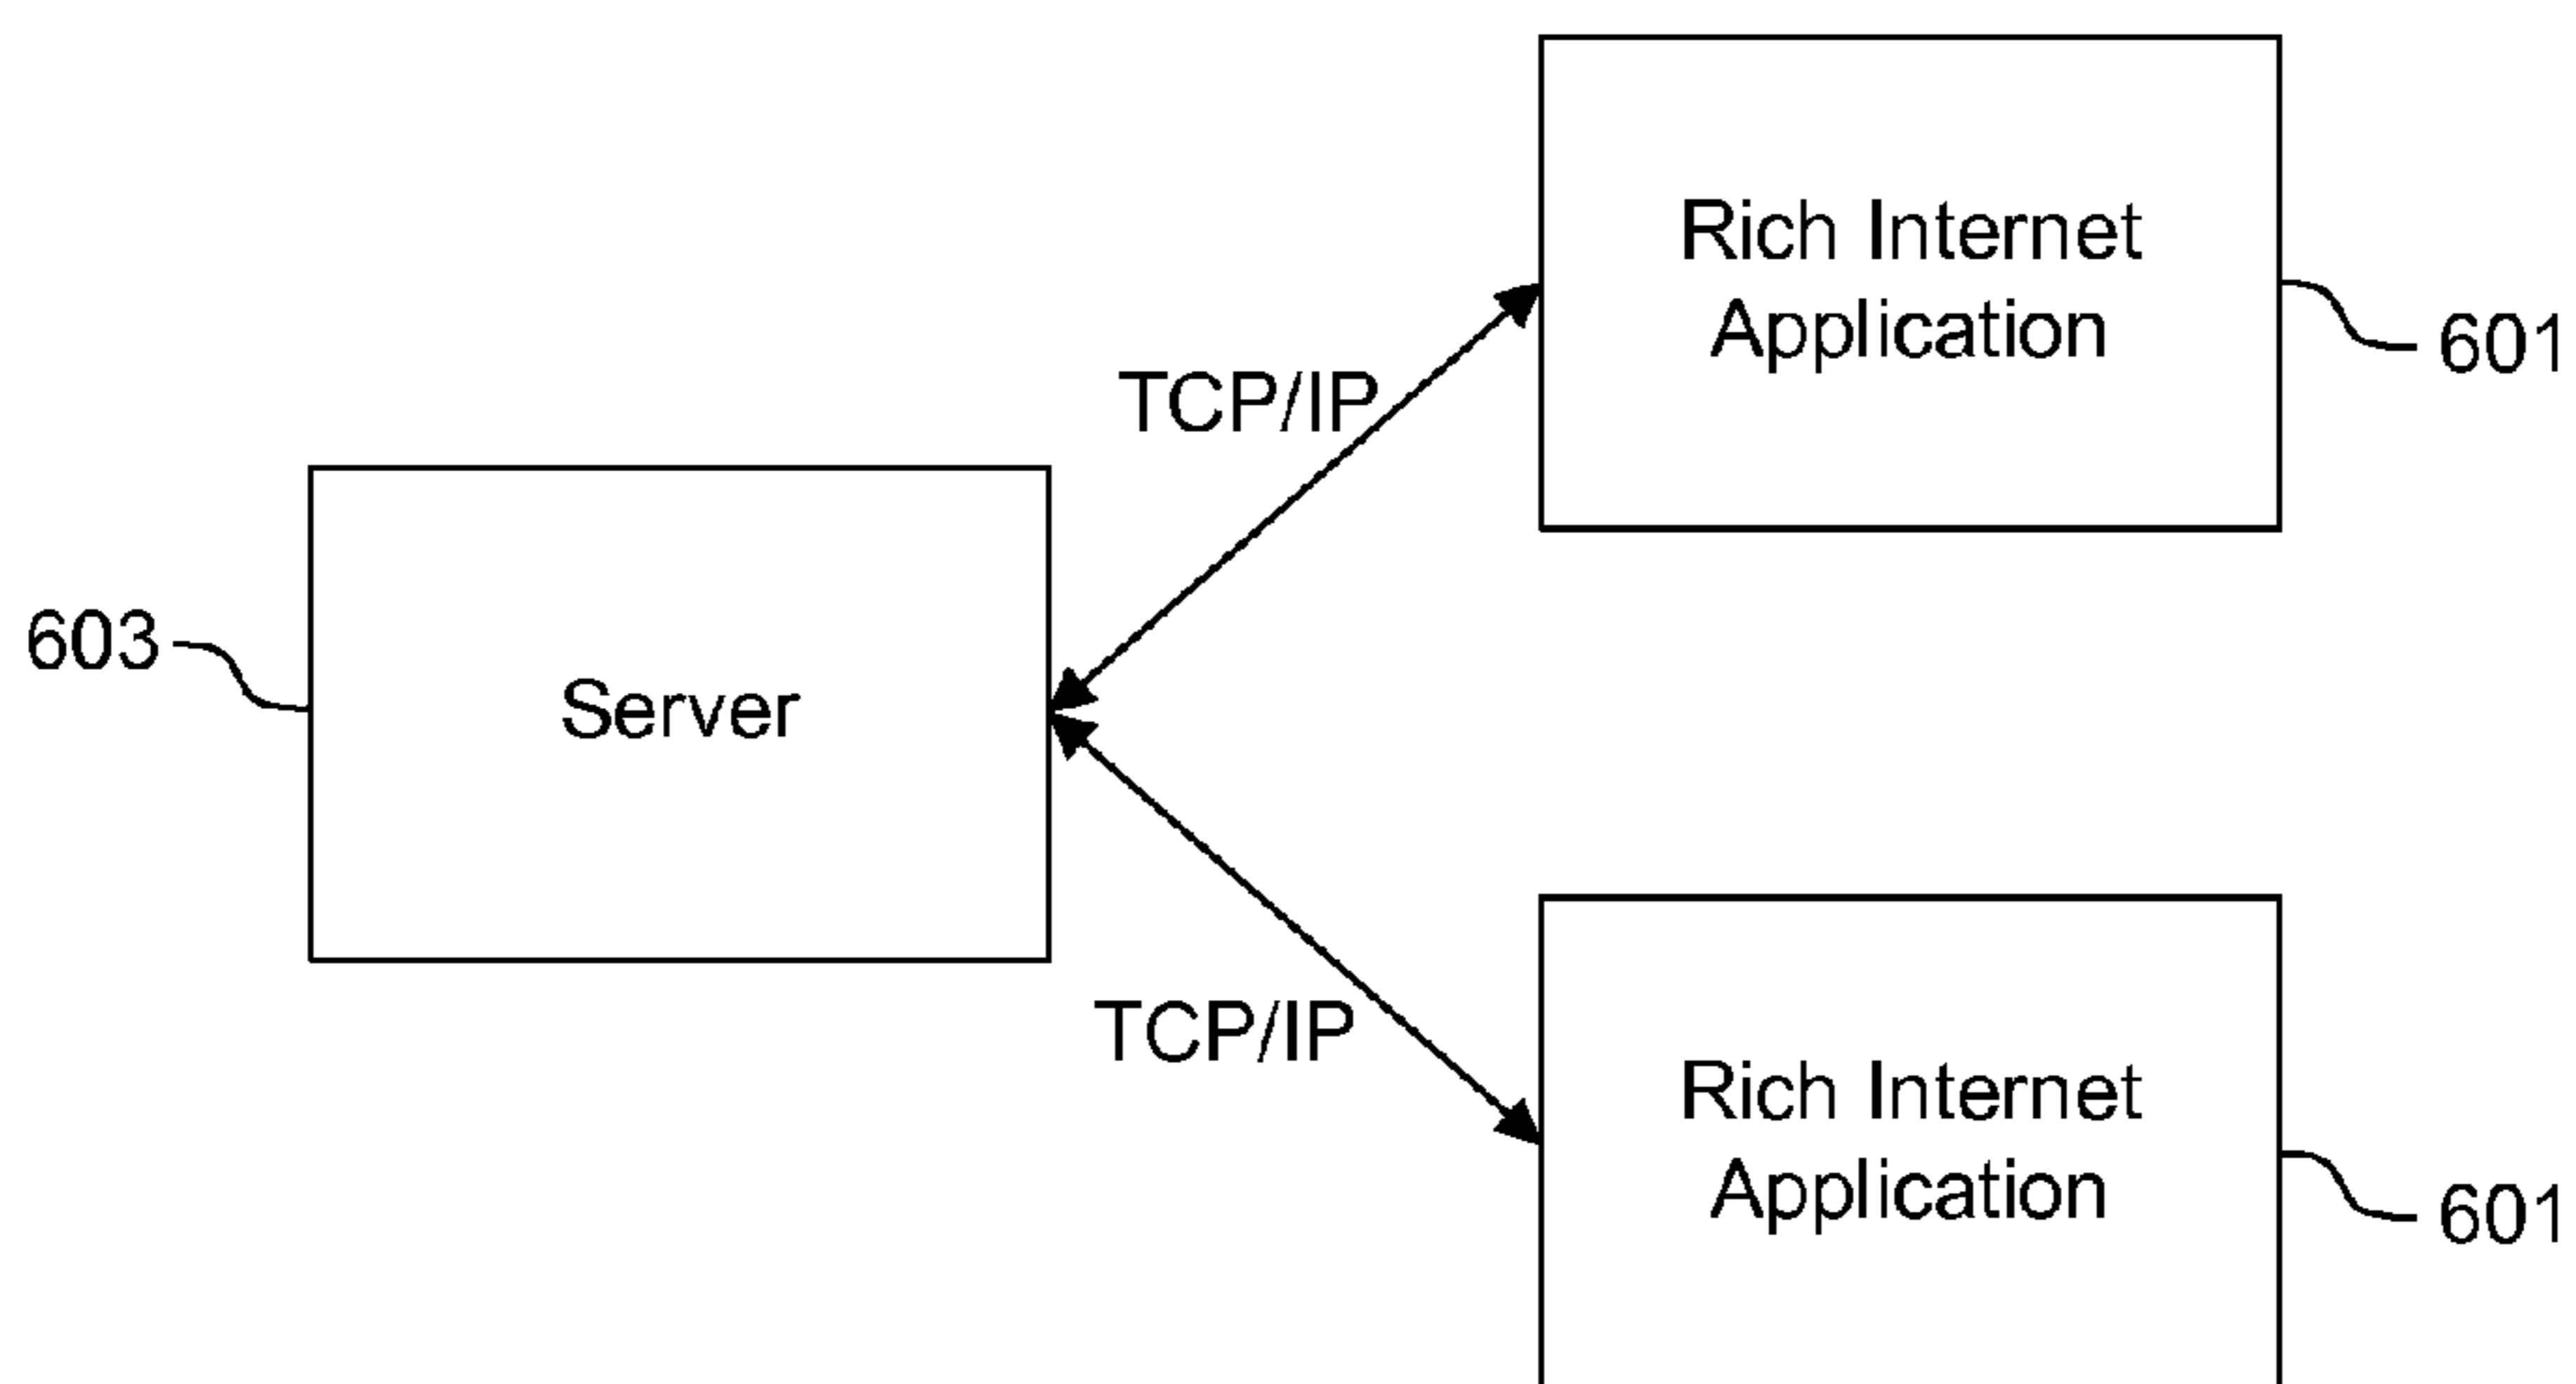 Rich Internet
Application
601
TCP/IP
603
Server
TCP/IP
Rich Internet
Application
601